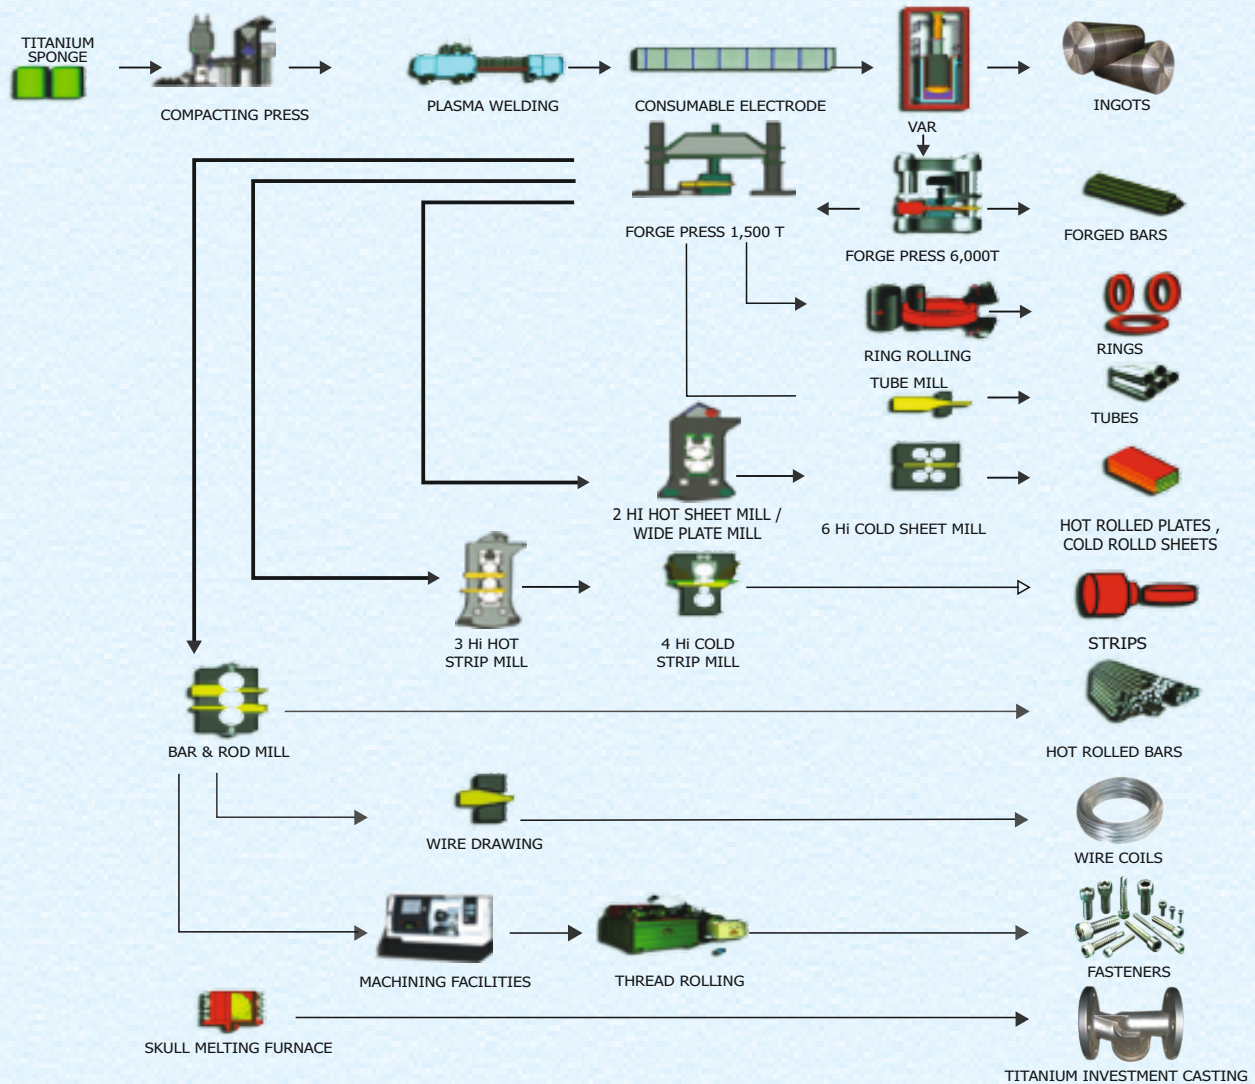 TITANIUM
SPONGE
COMPACTING PRESS
PLASMA WELDING
CONSUMABLE ELECTRODE
VAR
INGOTS
FORGE PRESS 1,500 T
FORGE PRESS 6,000T
FORGED BARS
RING ROLLING
RINGS
TUBE MILL
TUBES
2 HI HOT SHEET MILL /
WIDE PLATE MILL
6 Hi COLD SHEET MILL
HOT ROLLED PLATES ,
COLD ROLLD SHEETS
3 Hi HOT
STRIP MILL
4 Hi COLD
STRIP MILL
STRIPS
BAR & ROD MILL
HOT ROLLED BARS
WIRE DRAWING
WIRE COILS
MACHINING FACILITIES
THREAD ROLLING
FASTENERS
SKULL MELTING FURNACE
TITANIUM INVESTMENT CASTING